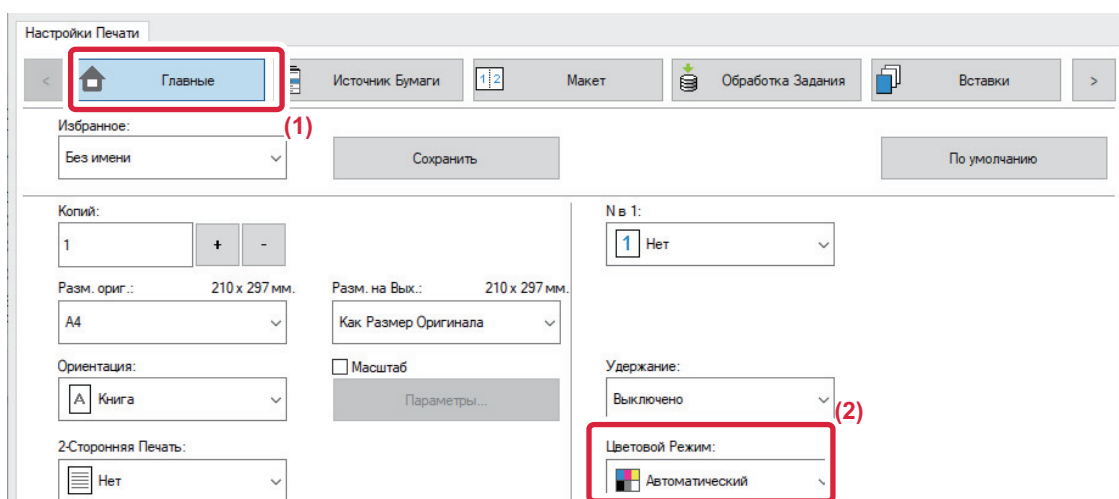 Настройки Печати
< Главные Источник Бумаги 1 2 Макет Обработка Задания Вставки >
(1)
Избранное:
Без имени Сохранить По умолчанию
Копий: N в 1:
1 + - 1 Нет
Разм. ориг.: 210 x 297 мм. Разм. на Вых.: 210 x 297 мм.
A4 Как Размер Оригинала
Ориентация: Масштаб Удержание:
A Книга Параметры... Выключено
(2)
2-Сторонняя Печать: Цветовой Режим:
Нет Автоматический